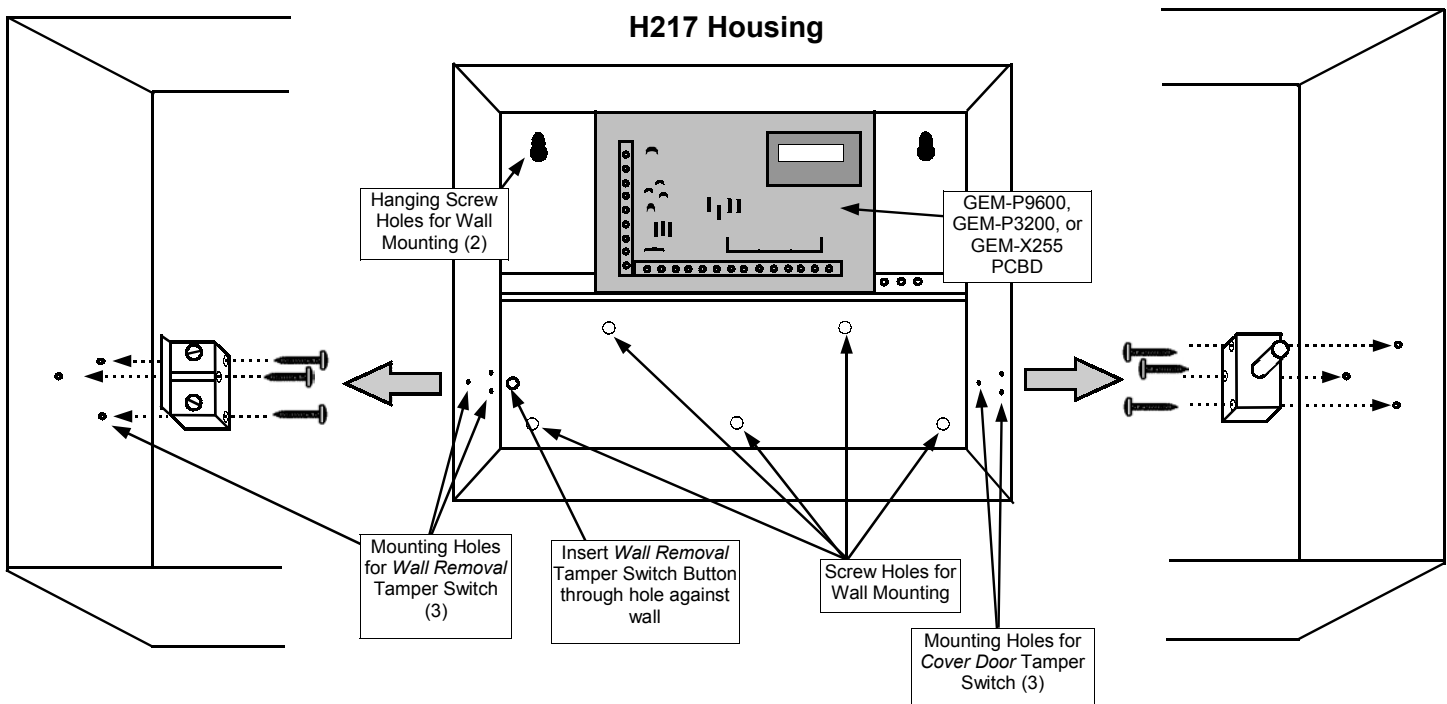 H217 Housing
Hanging Screw
Holes for Wall
Mounting (2)
GEM-P9600,
GEM-P3200, or
GEM-X255
PCBD
Mounting Holes
for Wall Removal
Tamper Switch
(3)
Insert Wall Removal
Tamper Switch Button
through hole against
wall
Screw Holes for
Wall Mounting
Mounting Holes for
Cover Door Tamper
Switch (3)